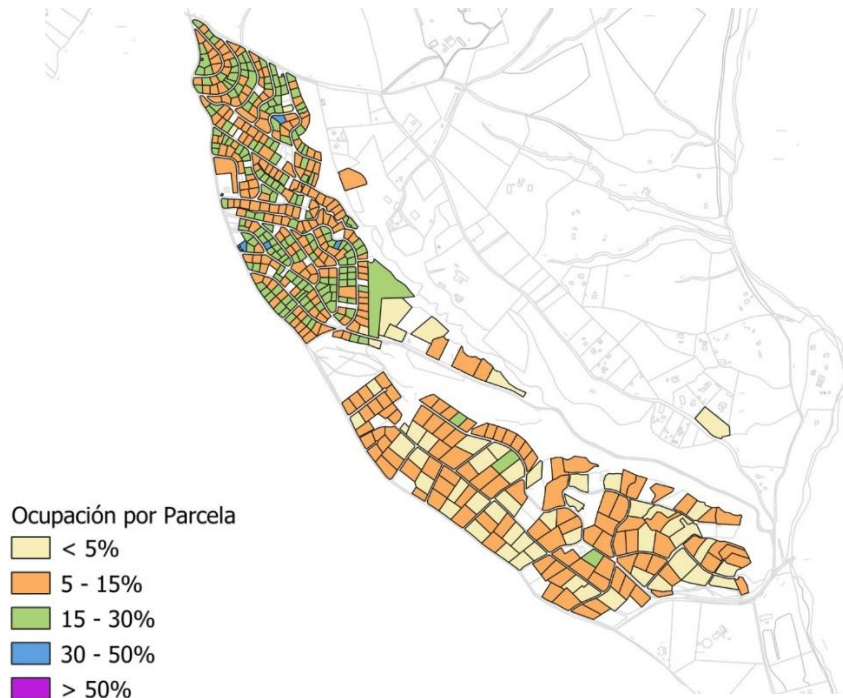 Ocupación por Parcela
< 5%
5 - 15%
15 - 30%
30 - 50%
> 50%